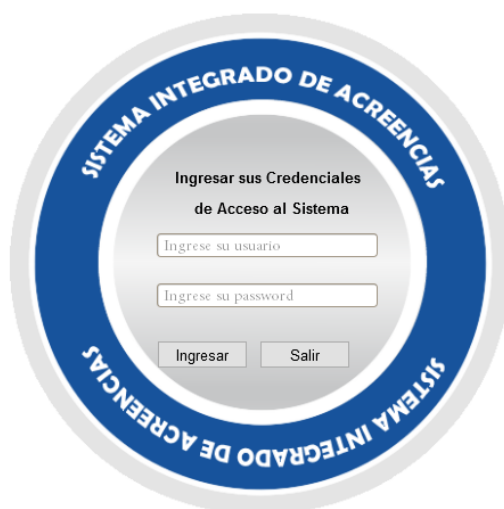 SISTEMA INTEGRADO DE ACREENCIAS
Ingresar sus Credenciales
de Acceso al Sistema
Ingrese su usuario
Ingrese su password
Ingresar
Salir
SISTEMA INTEGRADO DE ACREENCIAS